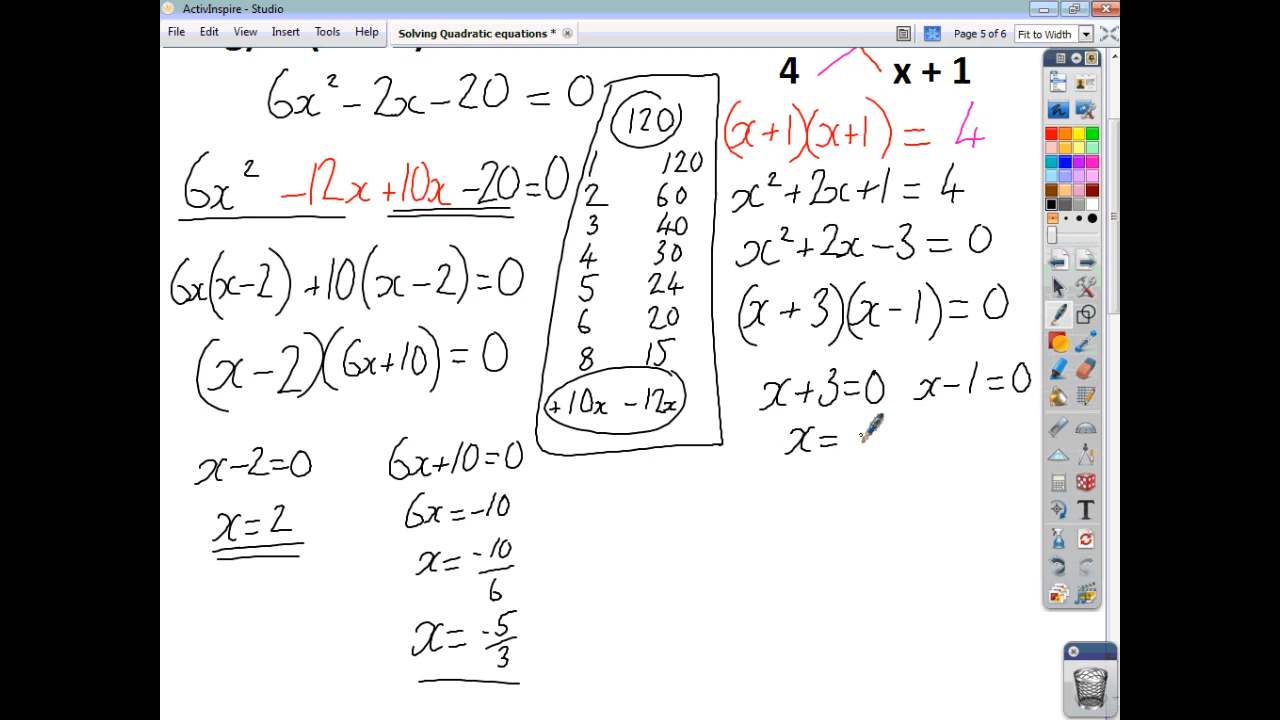 ActivInspire - Studio
File Edit View Insert Tools Help
Solving Quadratic equations *
Page 5 of 6
Fit to Width
6x² - 2x - 20 = 0
6x² -12x +10x -20 = 0
6x(x-2) +10(x-2) = 0
(x-2)(6x+10) = 0
x-2=0
x=2
6x+10=0
6x=-10
x=-10/6
x=-5/3
120
1 120
2 60
3 40
4 30
5 24
6 20
8 15
+10x -12x
4 x + 1
(x+1)(x+1) = 4
x²+2x+1 = 4
x²+2x-3 = 0
(x+3)(x-1) = 0
x+3=0 x-1=0
x=